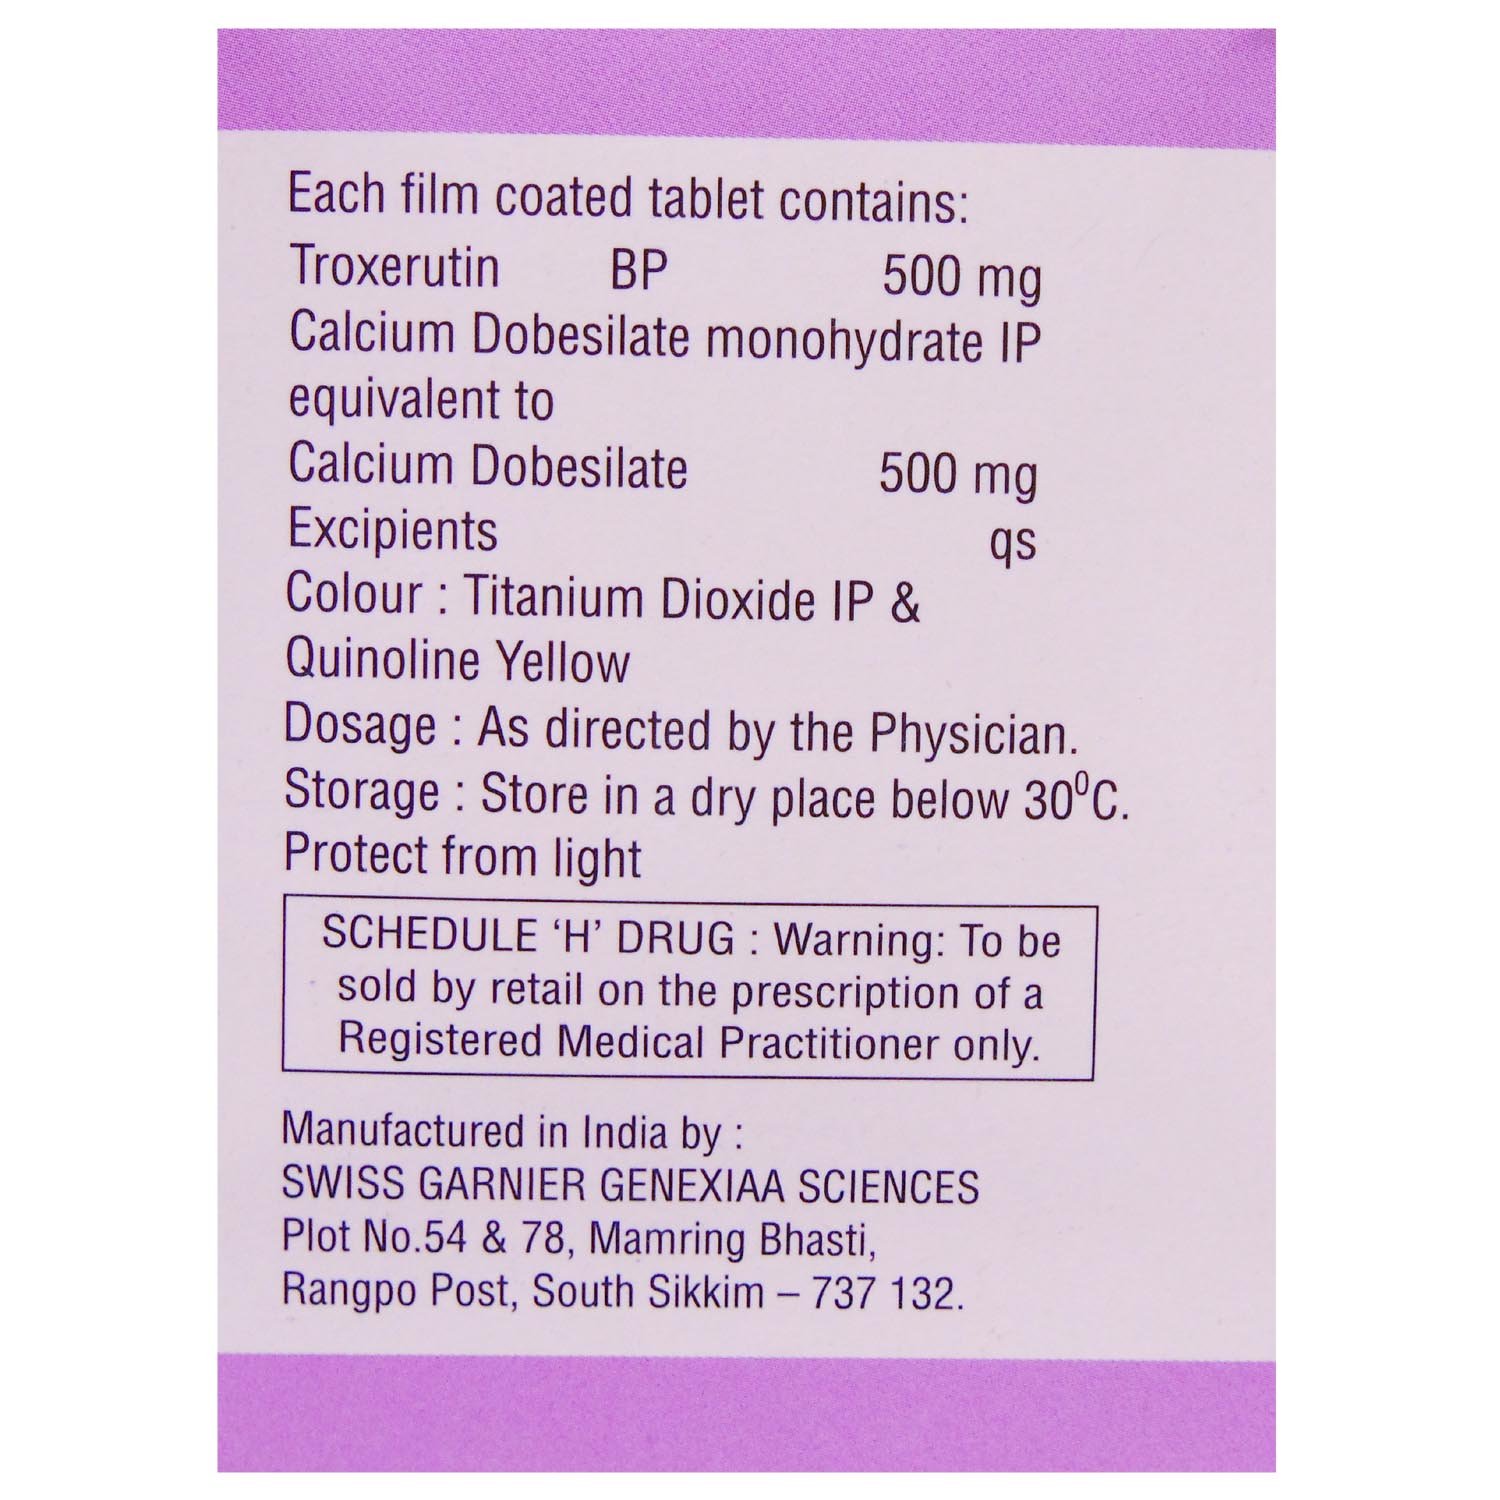 Each film coated tablet contains:
Troxerutin BP 500 mg
Calcium Dobesilate monohydrate IP
equivalent to
Calcium Dobesilate 500 mg
Excipients qs
Colour : Titanium Dioxide IP &
Quinoline Yellow
Dosage : As directed by the Physician.
Storage : Store in a dry place below 30⁰C.
Protect from light
SCHEDULE ‘H’ DRUG : Warning: To be
sold by retail on the prescription of a
Registered Medical Practitioner only.
Manufactured in India by :
SWISS GARNIER GENEXIAA SCIENCES
Plot No.54 & 78, Mamring Bhasti,
Rangpo Post, South Sikkim – 737 132.